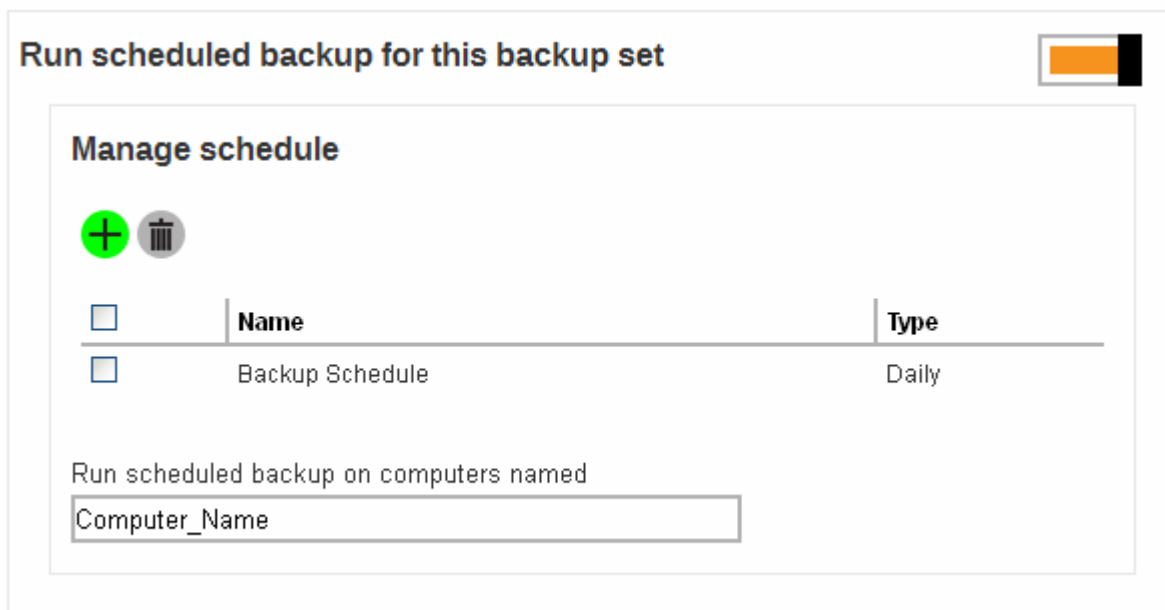 Run scheduled backup for this backup set
Manage schedule
Name Type
Backup Schedule Daily
Run scheduled backup on computers named
Computer_Name